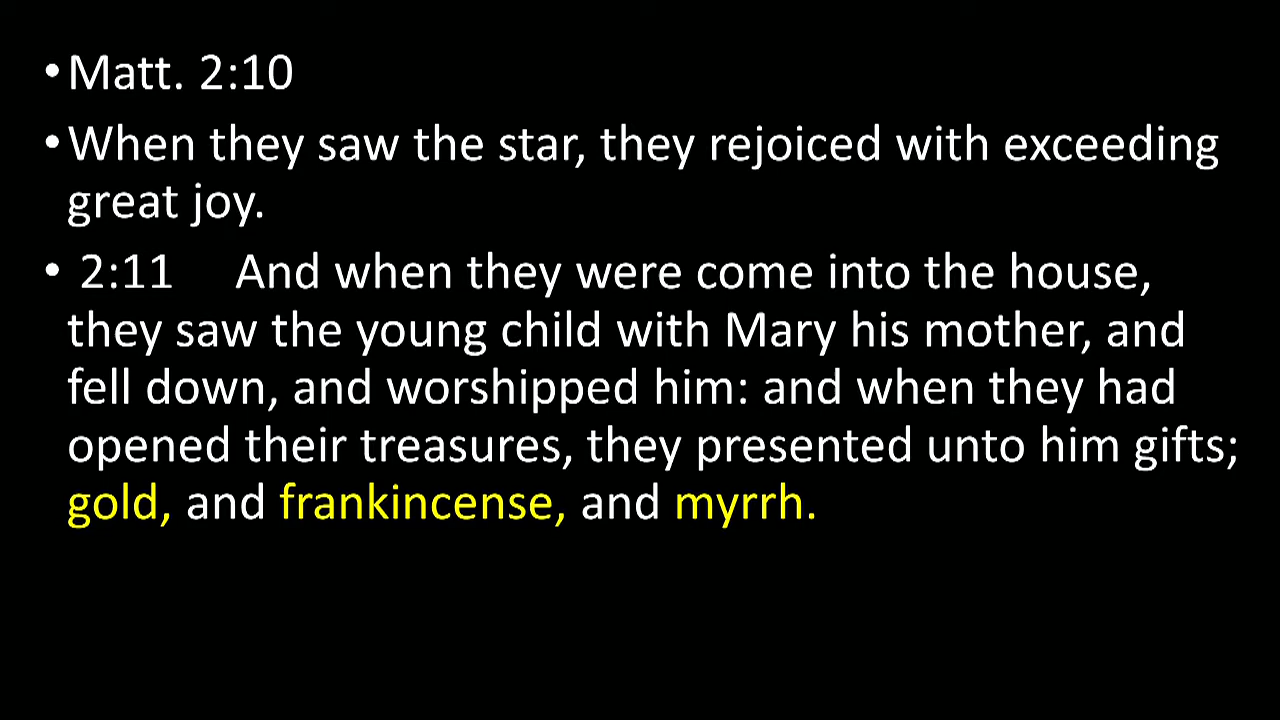 •Matt. 2:10
•When they saw the star, they rejoiced with exceeding
great joy.
• 2:11 And when they were come into the house,
they saw the young child with Mary his mother, and
fell down, and worshipped him: and when they had
opened their treasures, they presented unto him gifts;
gold, and frankincense, and myrrh.